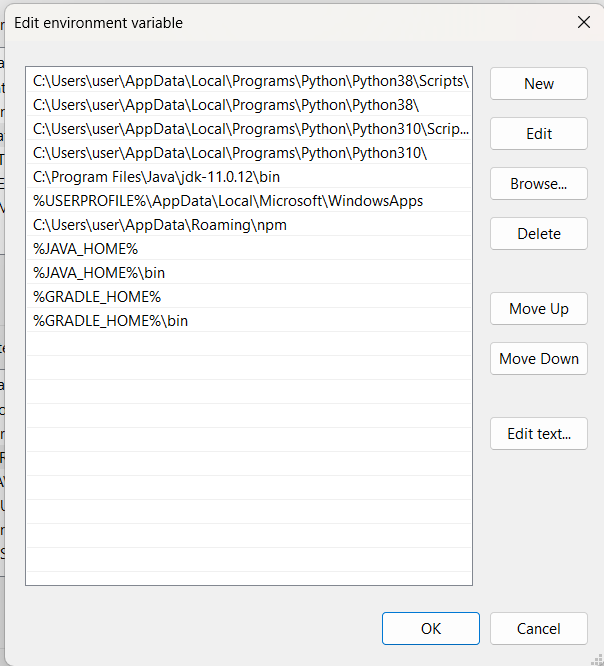 Edit environment variable
C:\Users\user\AppData\Local\Programs\Python\Python38\Scripts\
C:\Users\user\AppData\Local\Programs\Python\Python38\
C:\Users\user\AppData\Local\Programs\Python\Python310\Scrip...
C:\Users\user\AppData\Local\Programs\Python\Python310\
C:\Program Files\Java\jdk-11.0.12\bin
%USERPROFILE%\AppData\Local\Microsoft\WindowsApps
C:\Users\user\AppData\Roaming\npm
%JAVA_HOME%
%JAVA_HOME%\bin
%GRADLE_HOME%
%GRADLE_HOME%\bin
New
Edit
Browse...
Delete
Move Up
Move Down
Edit text...
OK
Cancel